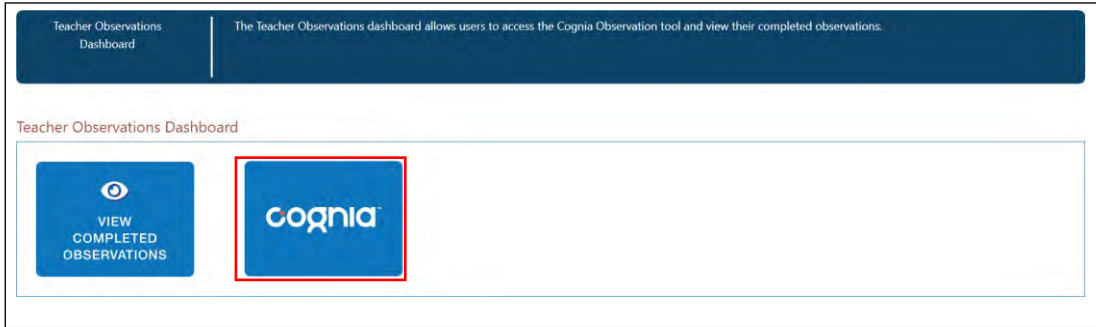 Teacher Observations
Dashboard
The Teacher Observations dashboard allows users to access the Cognia Observation tool and view their completed observations.
Teacher Observations Dashboard
VIEW
COMPLETED
OBSERVATIONS
cognia